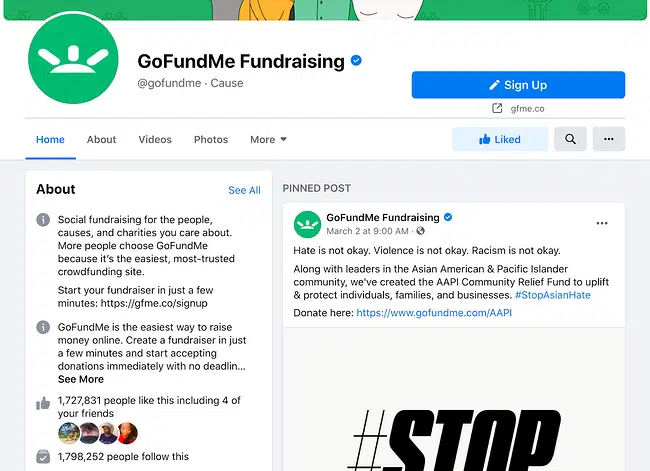 GoFundMe Fundraising
@gofundme · Cause
Sign Up
gfme.co
Home
About
Videos
Photos
More
Liked
About
See All
Social fundraising for the people,
causes, and charities you care about.
More people choose GoFundMe
because it's the easiest, most-trusted
crowdfunding site.
Start your fundraiser in just a few
minutes: https://gfme.co/signup
GoFundMe is the easiest way to raise
money online. Create a fundraiser in just
a few minutes and start accepting
donations immediately with no deadlin...
See More
1,727,831 people like this including 4 of
your friends
1,798,252 people follow this
PINNED POST
GoFundMe Fundraising
March 2 at 9:00 AM ·
Hate is not okay. Violence is not okay. Racism is not okay.
Along with leaders in the Asian American & Pacific Islander
community, we've created the AAPI Community Relief Fund to uplift
& protect individuals, families, and businesses. #StopAsianHate
Donate here: https://www.gofundme.com/AAPI
#STOP